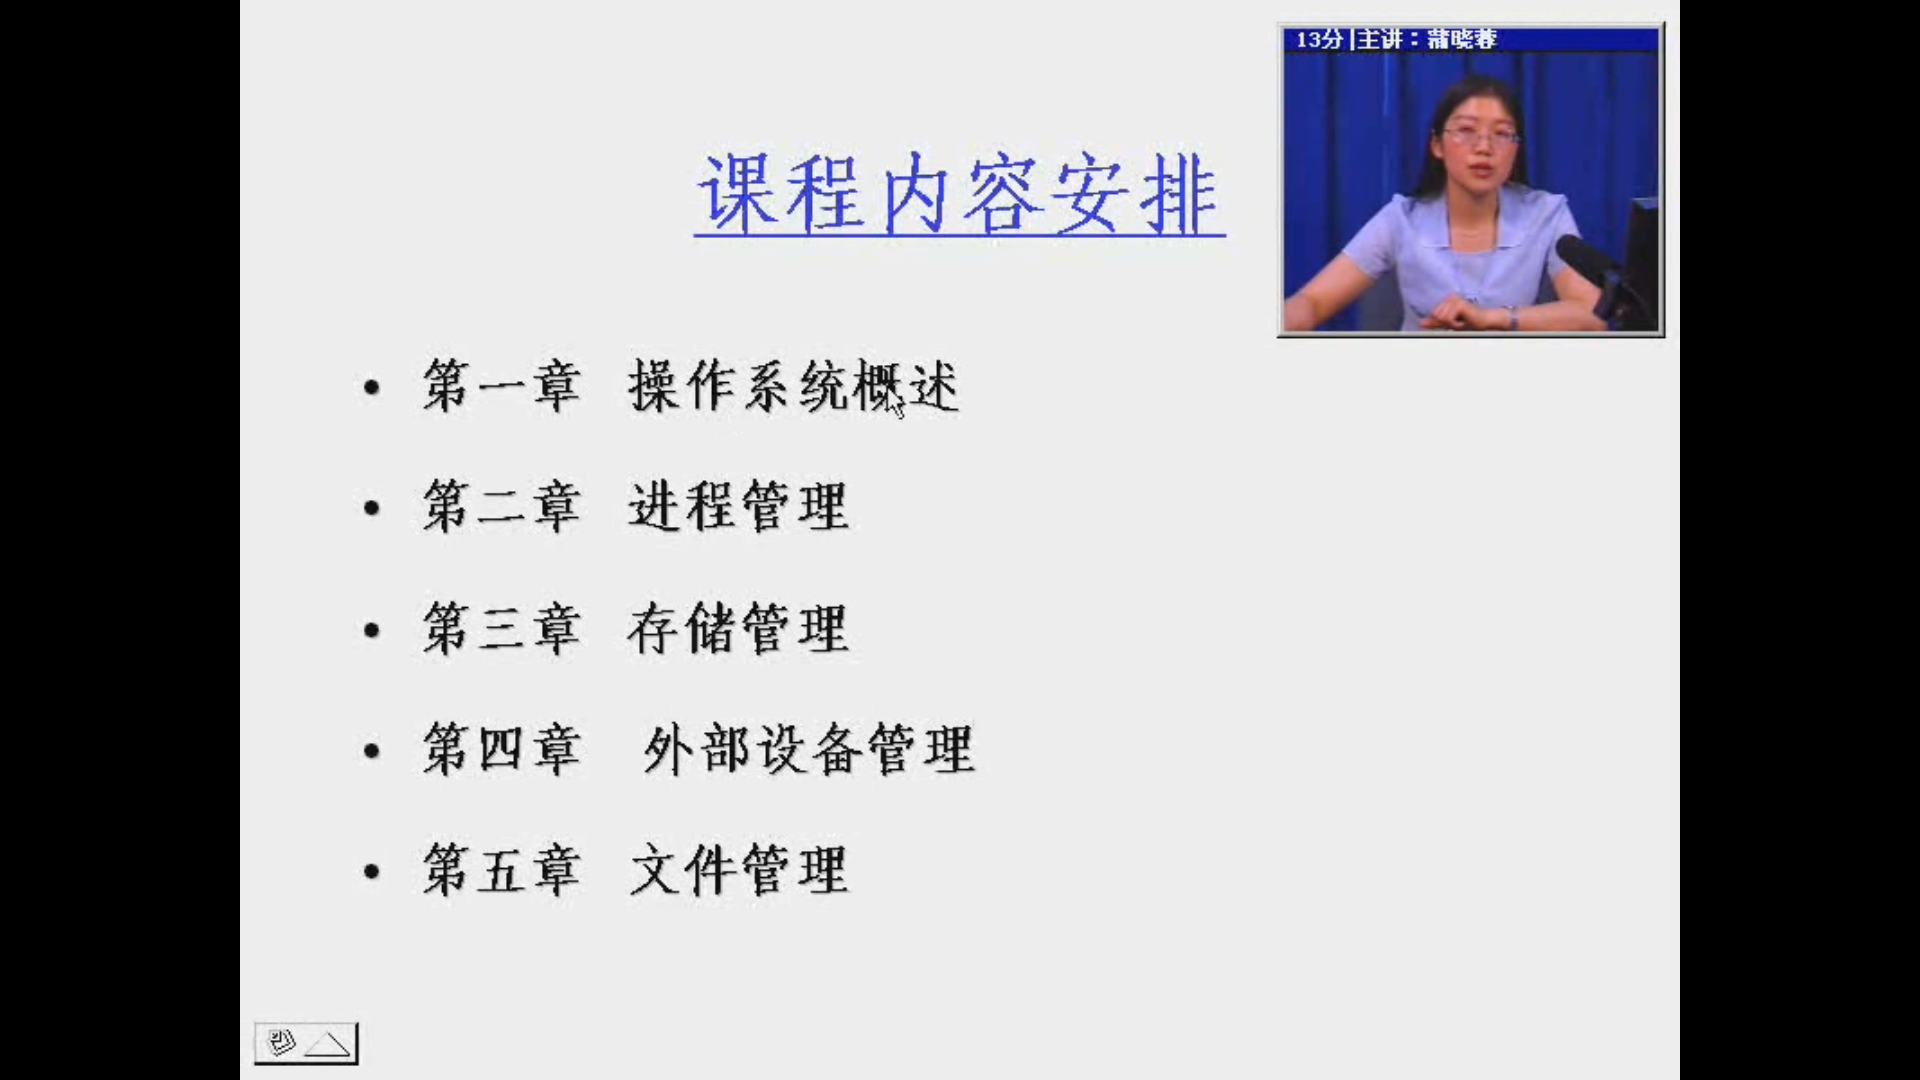 13分 | 主讲：蒲晓蓉
课程内容安排
• 第一章 操作系统概述
• 第二章 进程管理
• 第三章 存储管理
• 第四章 外部设备管理
• 第五章 文件管理